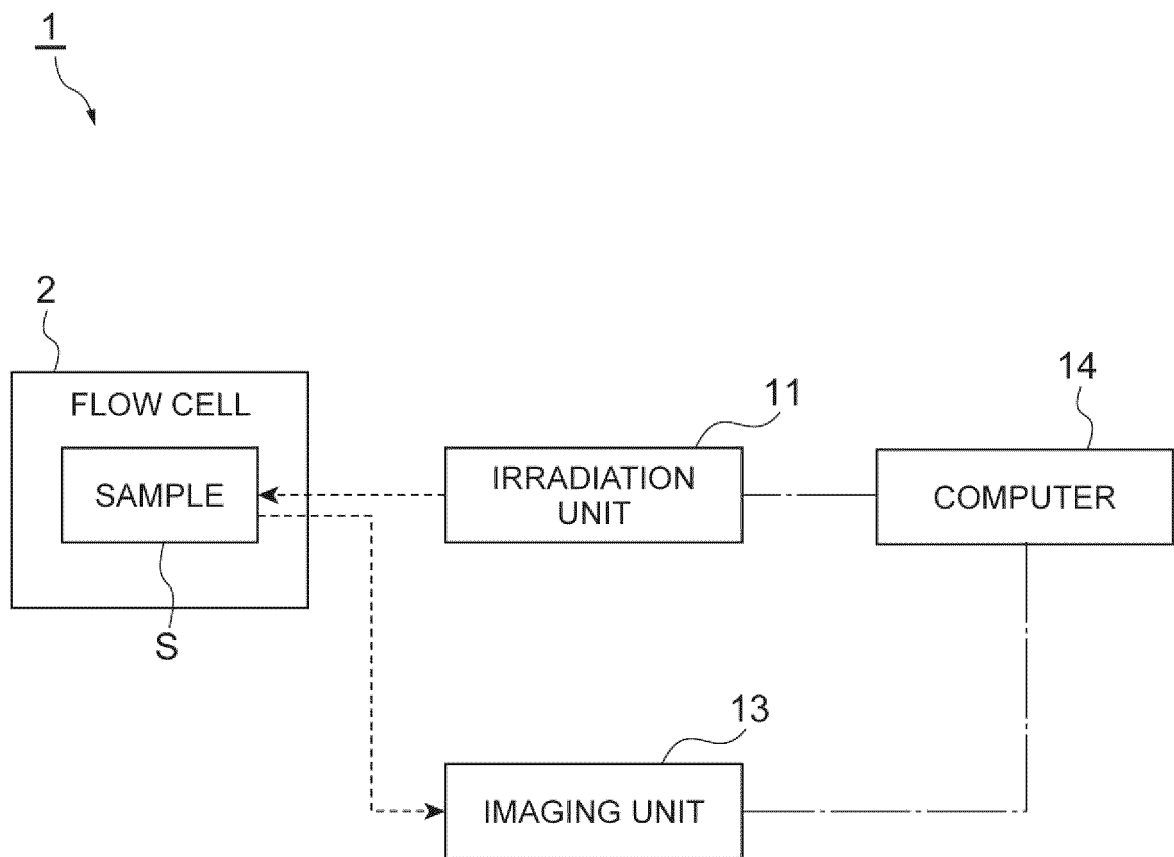 1
2
FLOW CELL
SAMPLE
S
11
IRRADIATION
UNIT
14
COMPUTER
13
IMAGING UNIT